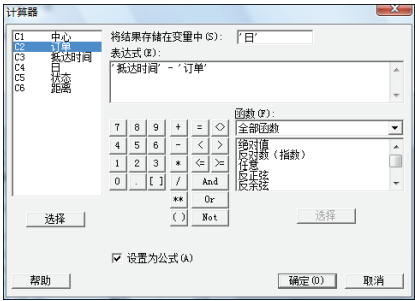 计算器
C1 中心
C2 订单
C3 抵达时间
C4 日
C5 状态
C6 距离
将结果存储在变量中(S): '日'
表达式(E):
'抵达时间' - '订单'
函数(F):
全部函数
7 8 9 + = <>
4 5 6 - < >
1 2 3 * <= >=
0 . [] / And
** Or
() Not
绝对值
反对数（指数）
任意
反正弦
反余弦
选择
选择
设置为公式(A)
帮助
确定(O)
取消